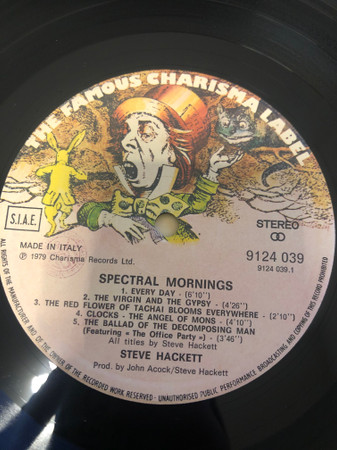 THE FAMOUS CHARISMA LABEL
S.I.A.E.
STEREO
MADE IN ITALY
℗ 1979 Charisma Records Ltd.
9124 039
9124 039.1
SPECTRAL MORNINGS
1. EVERY DAY - (6'10")
2. THE VIRGIN AND THE GYPSY - (4'26")
3. THE RED FLOWER OF TACHAI BLOOMS EVERYWHERE - (2'10")
4. CLOCKS - THE ANGEL OF MONS - (4'10")
5. THE BALLAD OF THE DECOMPOSING MAN
(Featuring « The Office Party ») - (3'46")
All titles by Steve Hackett
STEVE HACKETT
Prod. by John Acock/Steve Hackett
ALL RIGHTS OF THE MANUFACTURER AND OF THE OWNER OF THE RECORDED WORK RESERVED · UNAUTHORISED PUBLIC PERFORMANCE BROADCASTING AND COPYING OF THIS RECORD PROHIBITED